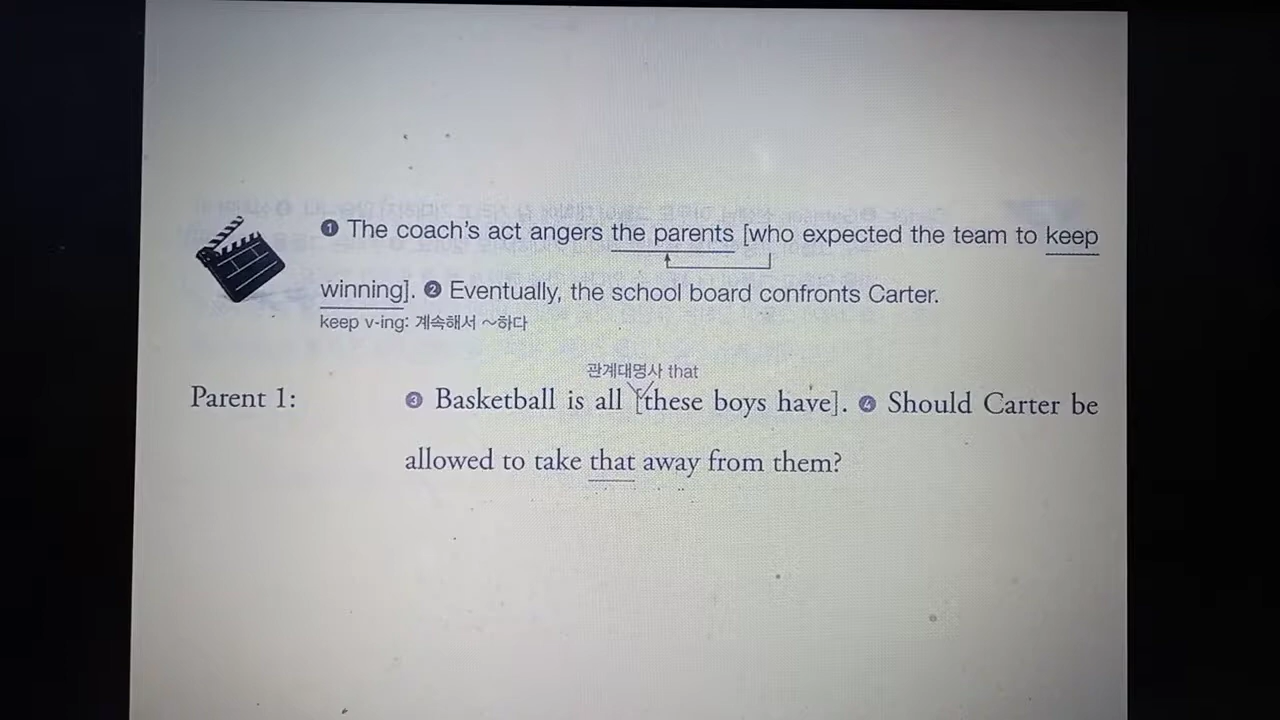 ❶ The coach's act angers the parents [who expected the team to keep
winning]. ❷ Eventually, the school board confronts Carter.
keep v-ing: 계속해서 ~하다
관계대명사 that
Parent 1: ❸ Basketball is all [these boys have]. ❹ Should Carter be
allowed to take that away from them?